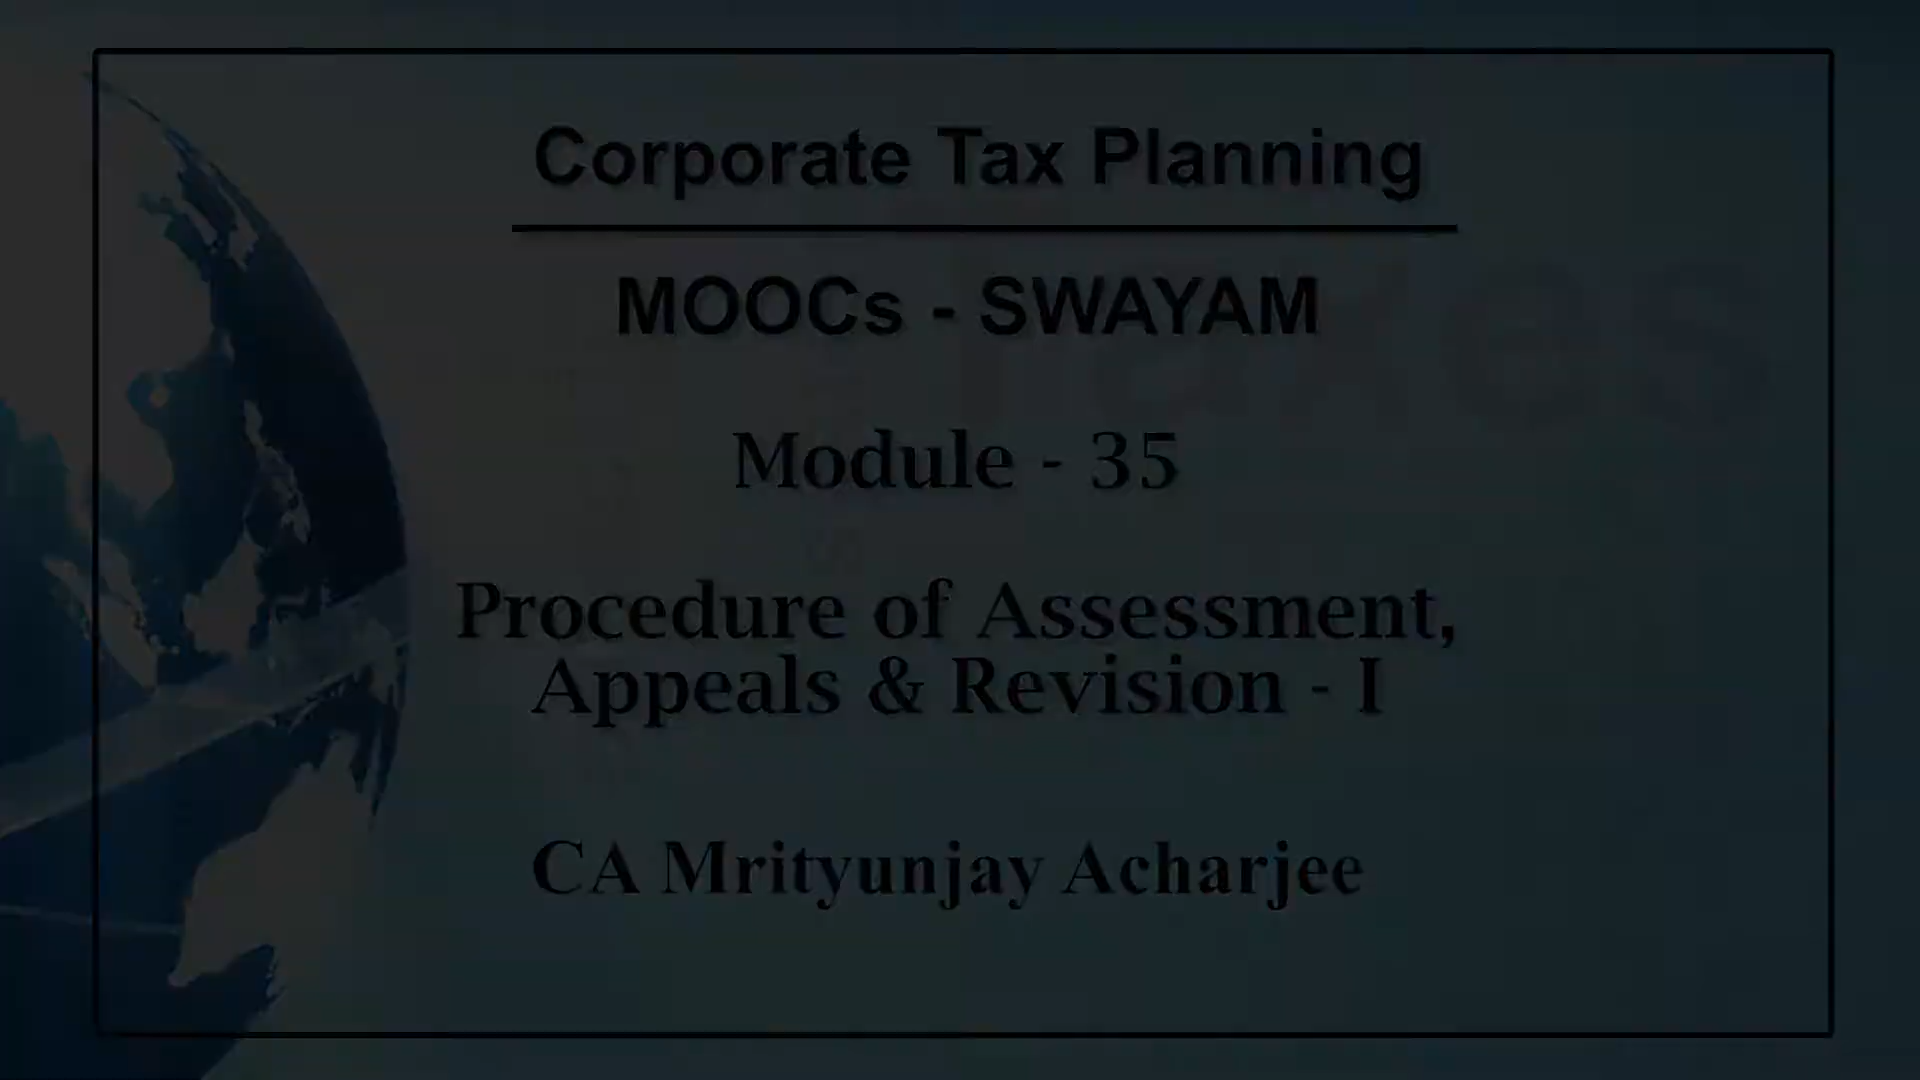 Corporate Tax Planning
MOOCs - SWAYAM
Module - 35
Procedure of Assessment,
Appeals & Revision - I
CA Mrityunjay Acharjee